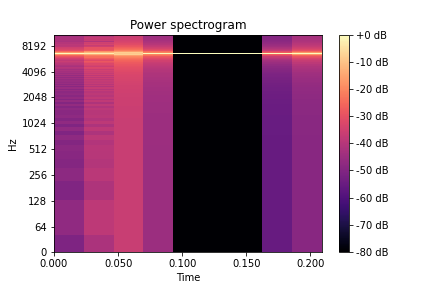 Power spectrogram
8192
4096
2048
1024
512
256
128
64
0
Hz
0.000 0.050 0.100 0.150 0.200
Time
+0 dB
-10 dB
-20 dB
-30 dB
-40 dB
-50 dB
-60 dB
-70 dB
-80 dB